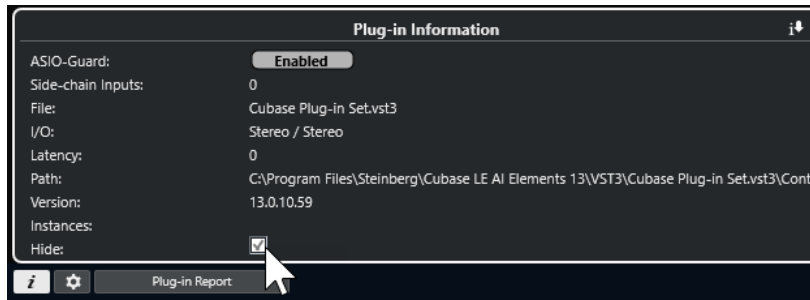 Plug-in Information
ASIO-Guard: Enabled
Side-chain Inputs: 0
File: Cubase Plug-in Set.vst3
I/O: Stereo / Stereo
Latency: 0
Path: C:\Program Files\Steinberg\Cubase LE AI Elements 13\VST3\Cubase Plug-in Set.vst3\Cont
Version: 13.0.10.59
Instances:
Hide:
i Plug-in Report